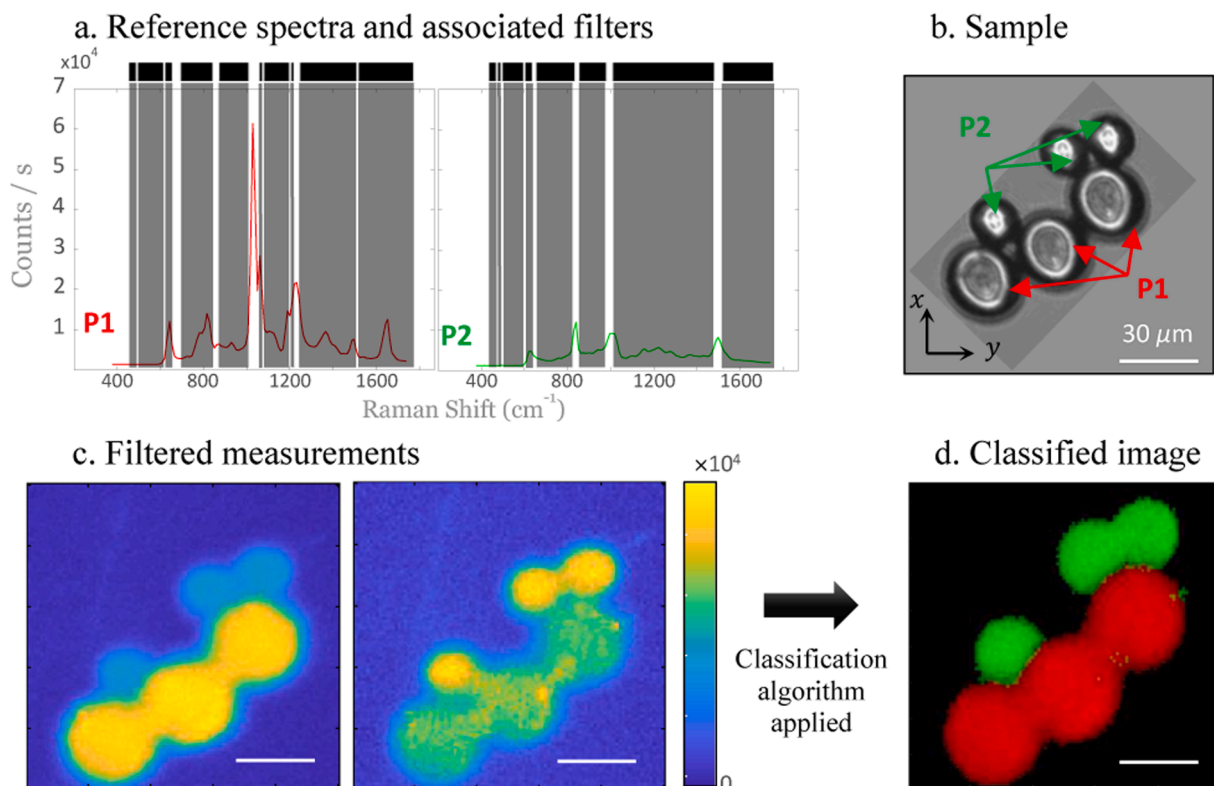 a. Reference spectra and associated filters
×10⁴
7
6
5
4
3
2
1
Counts / s
P1
P2
400
800
1200
1600
400
800
1200
1600
Raman Shift (cm⁻¹)
b. Sample
P2
P1
x
y
30 μm
c. Filtered measurements
×10⁴
0
Classification
algorithm
applied
d. Classified image